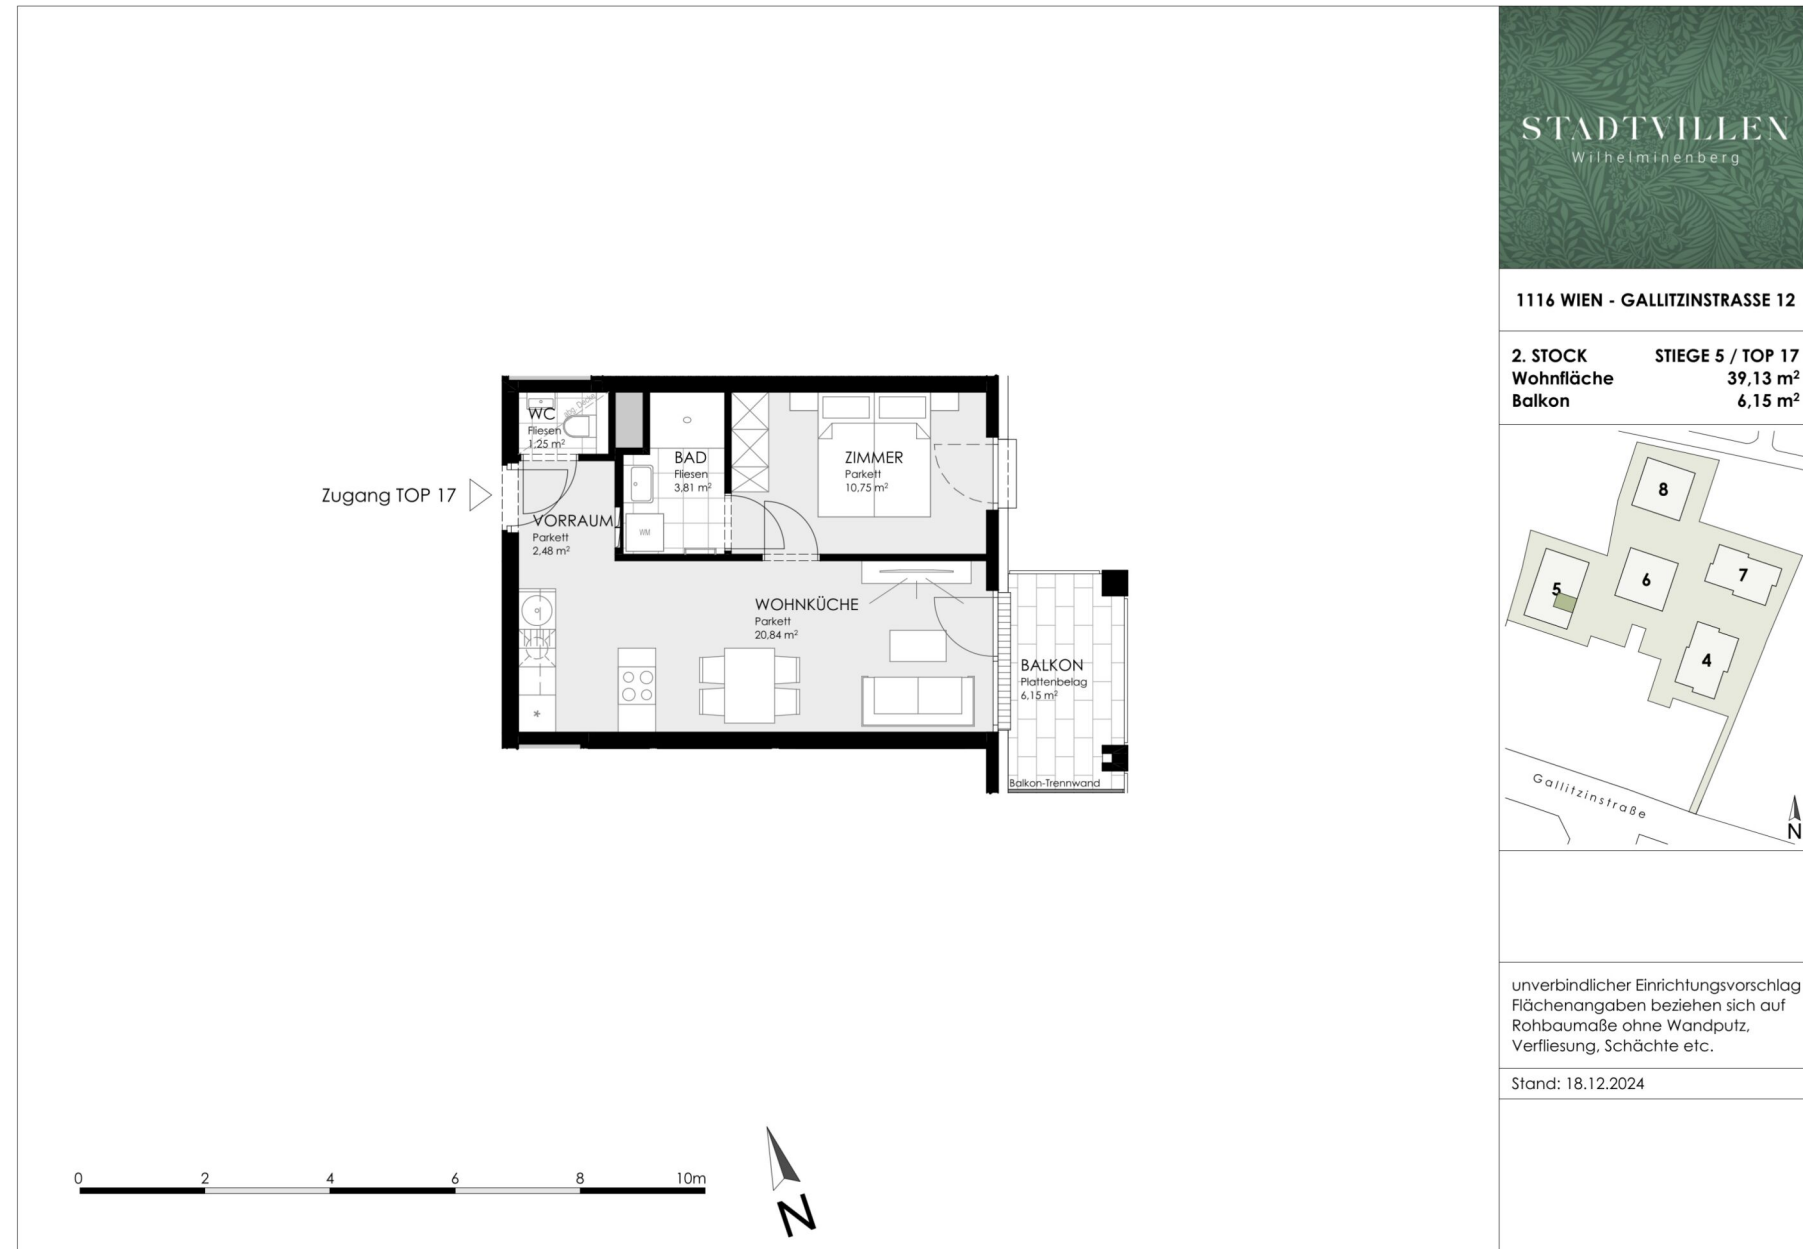 STADTVILLEN
Wilhelminenberg
1116 WIEN - GALLITZINSTRASSE 12
2. STOCK STIEGE 5 / TOP 17
Wohnfläche 39,13 m²
Balkon 6,15 m²
8
5
6
7
4
Gallitzinstraße
N
unverbindlicher Einrichtungsvorschlag
Flächenangaben beziehen sich auf
Rohbaumaße ohne Wandputz,
Verfliesung, Schächte etc.
Stand: 18.12.2024
Zugang TOP 17
WC
Fliesen
1,25 m²
abg. Decke
BAD
Fliesen
3,81 m²
WM
ZIMMER
Parkett
10,75 m²
VORRAUM
Parkett
2,48 m²
WOHNKÜCHE
Parkett
20,84 m²
BALKON
Plattenbelag
6,15 m²
Balkon-Trennwand
0 2 4 6 8 10m
N